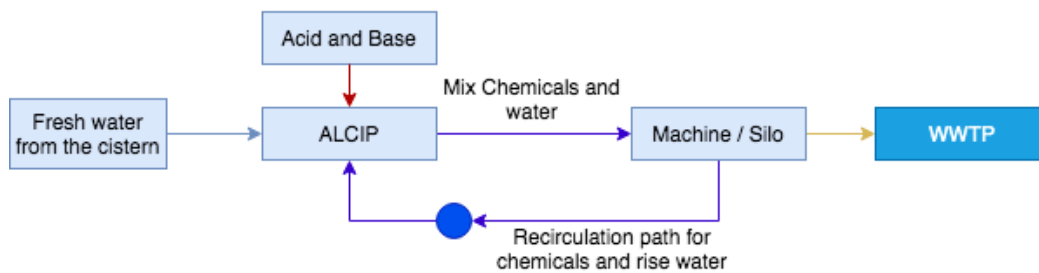 Acid and Base
Mix Chemicals and
water
Fresh water
from the cistern
ALCIP
Machine / Silo
WWTP
Recirculation path for
chemicals and rise water